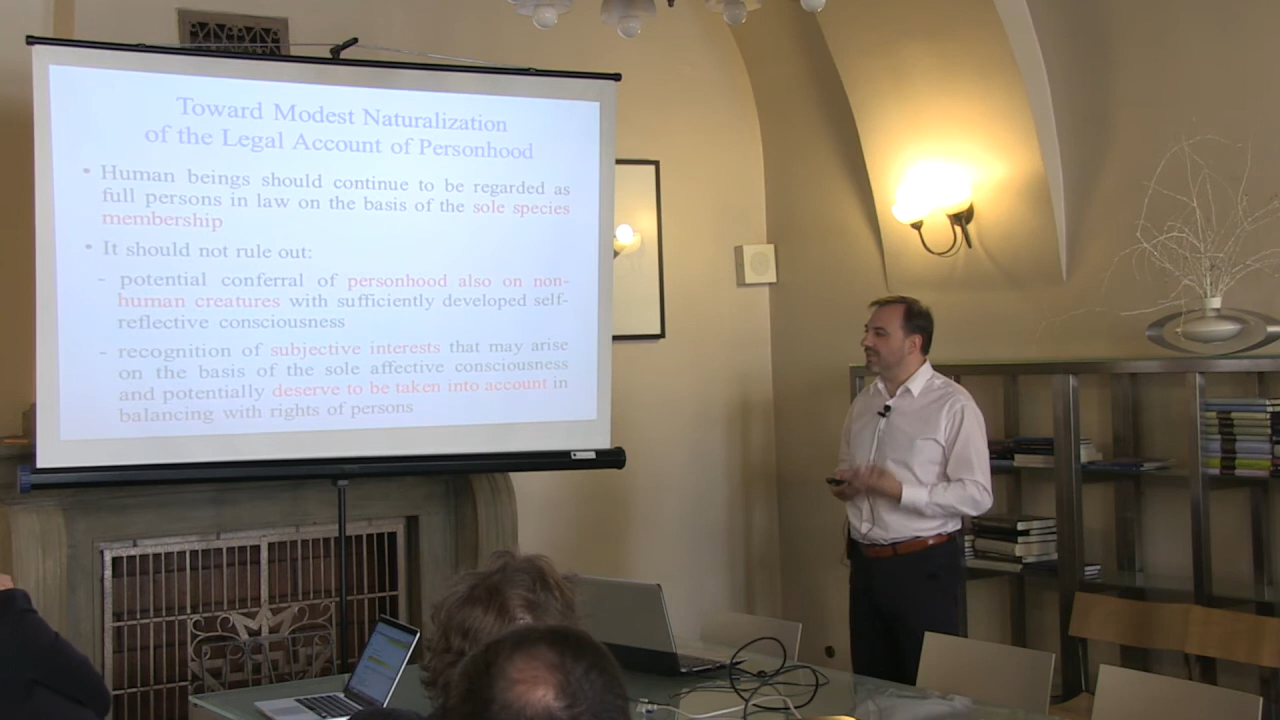 Toward Modest Naturalization
of the Legal Account of Personhood
• Human beings should continue to be regarded as
full persons in law on the basis of the sole species
membership
• It should not rule out:
- potential conferral of personhood also on non-
human creatures with sufficiently developed self-
reflective consciousness
- recognition of subjective interests that may arise
on the basis of the sole affective consciousness
and potentially deserve to be taken into account in
balancing with rights of persons